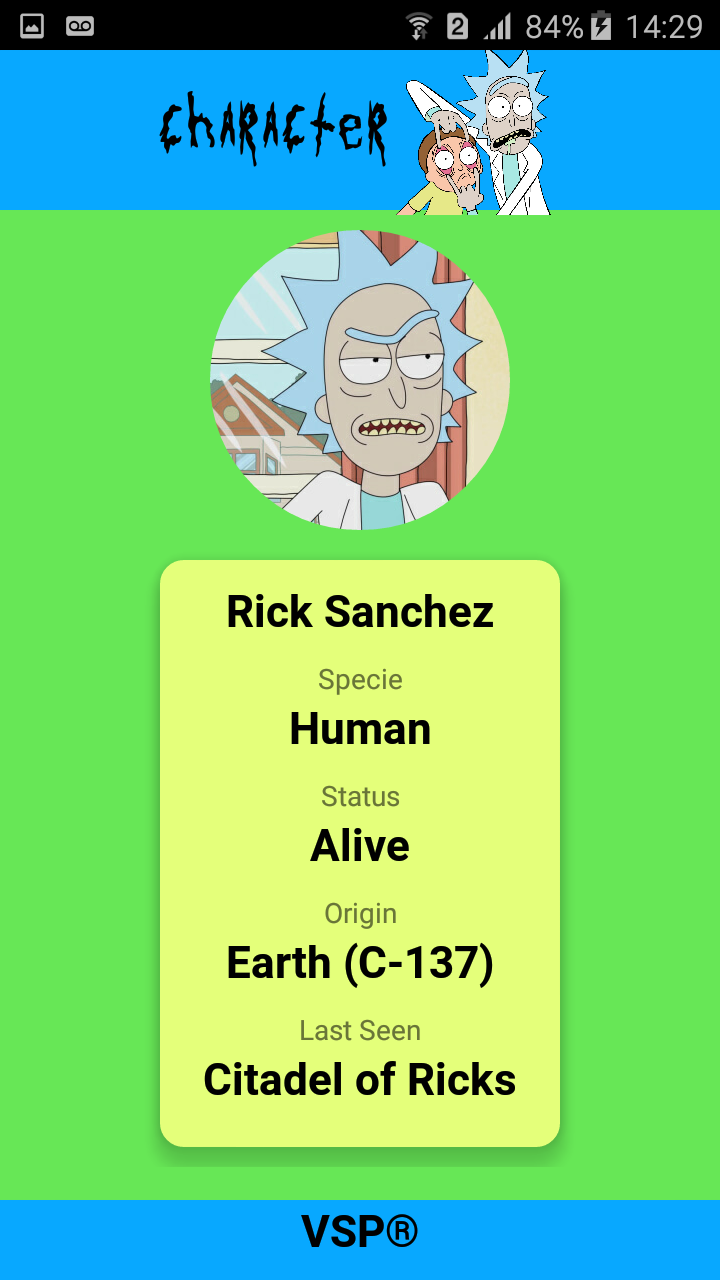 2 84% 14:29
CHARACTER
Rick Sanchez
Specie
Human
Status
Alive
Origin
Earth (C-137)
Last Seen
Citadel of Ricks
VSP®